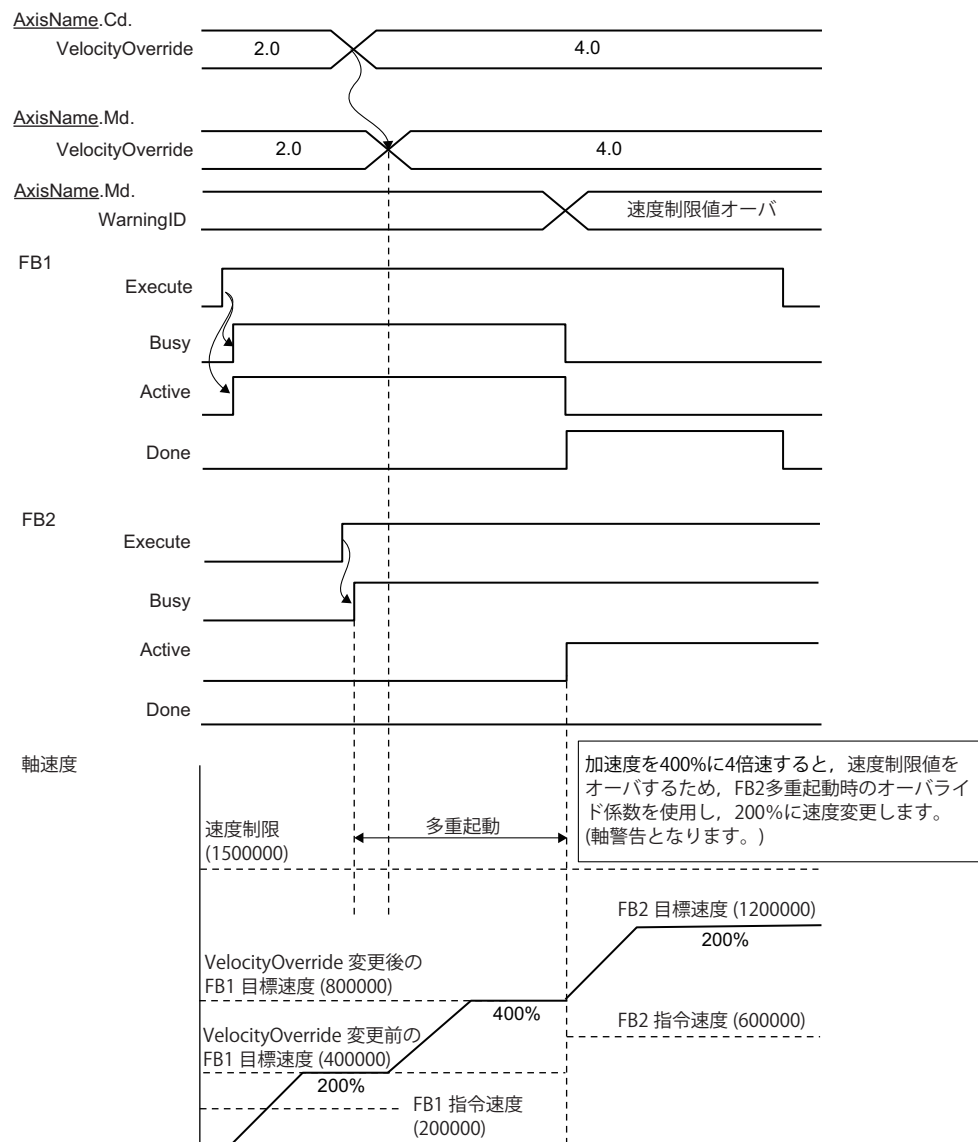 AxisName.Cd.
VelocityOverride
2.0
4.0
AxisName.Md.
VelocityOverride
2.0
4.0
AxisName.Md.
WarningID
速度制限値オーバ
FB1
Execute
Busy
Active
Done
FB2
Execute
Busy
Active
Done
軸速度
加速度を400%に4倍速すると，速度制限値を
オーバするため，FB2多重起動時のオーバライ
ド係数を使用し，200%に速度変更します。
(軸警告となります。)
速度制限
(1500000)
多重起動
FB2 目標速度 (1200000)
200%
VelocityOverride 変更後の
FB1 目標速度 (800000)
400%
FB2 指令速度 (600000)
VelocityOverride 変更前の
FB1 目標速度 (400000)
200%
FB1 指令速度
(200000)